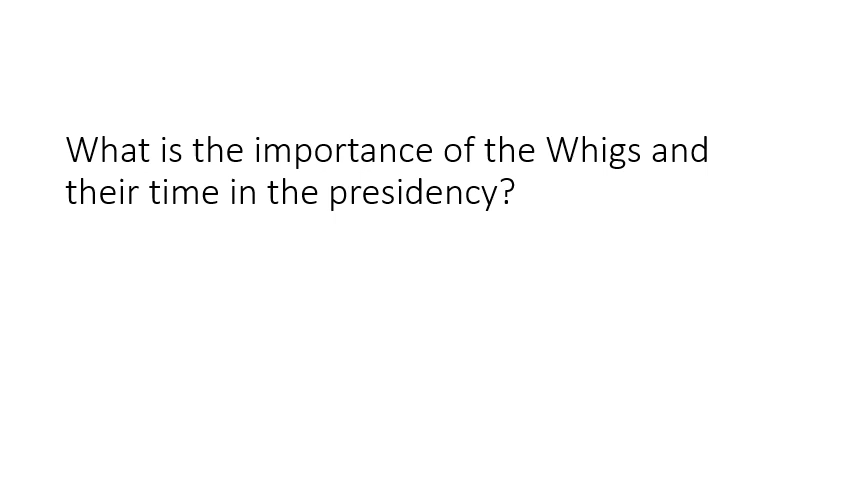 What is the importance of the Whigs and
their time in the presidency?